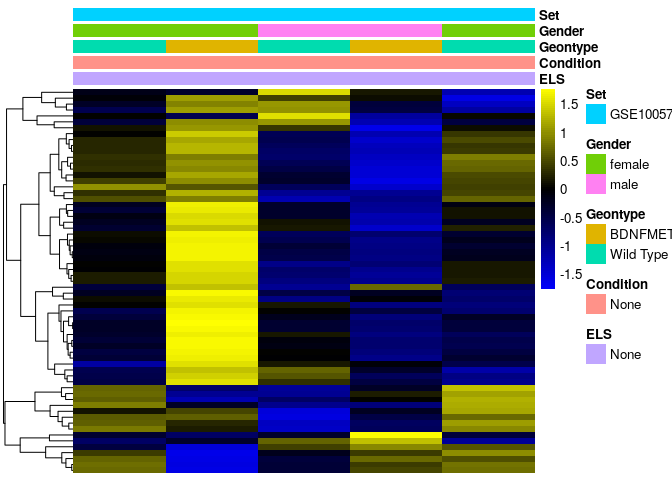 Set
Gender
Geontype
Condition
ELS
1.5
1
0.5
0
-0.5
-1
-1.5
Set
GSE10057
Gender
female
male
Geontype
BDNFMET
Wild Type
Condition
None
ELS
None